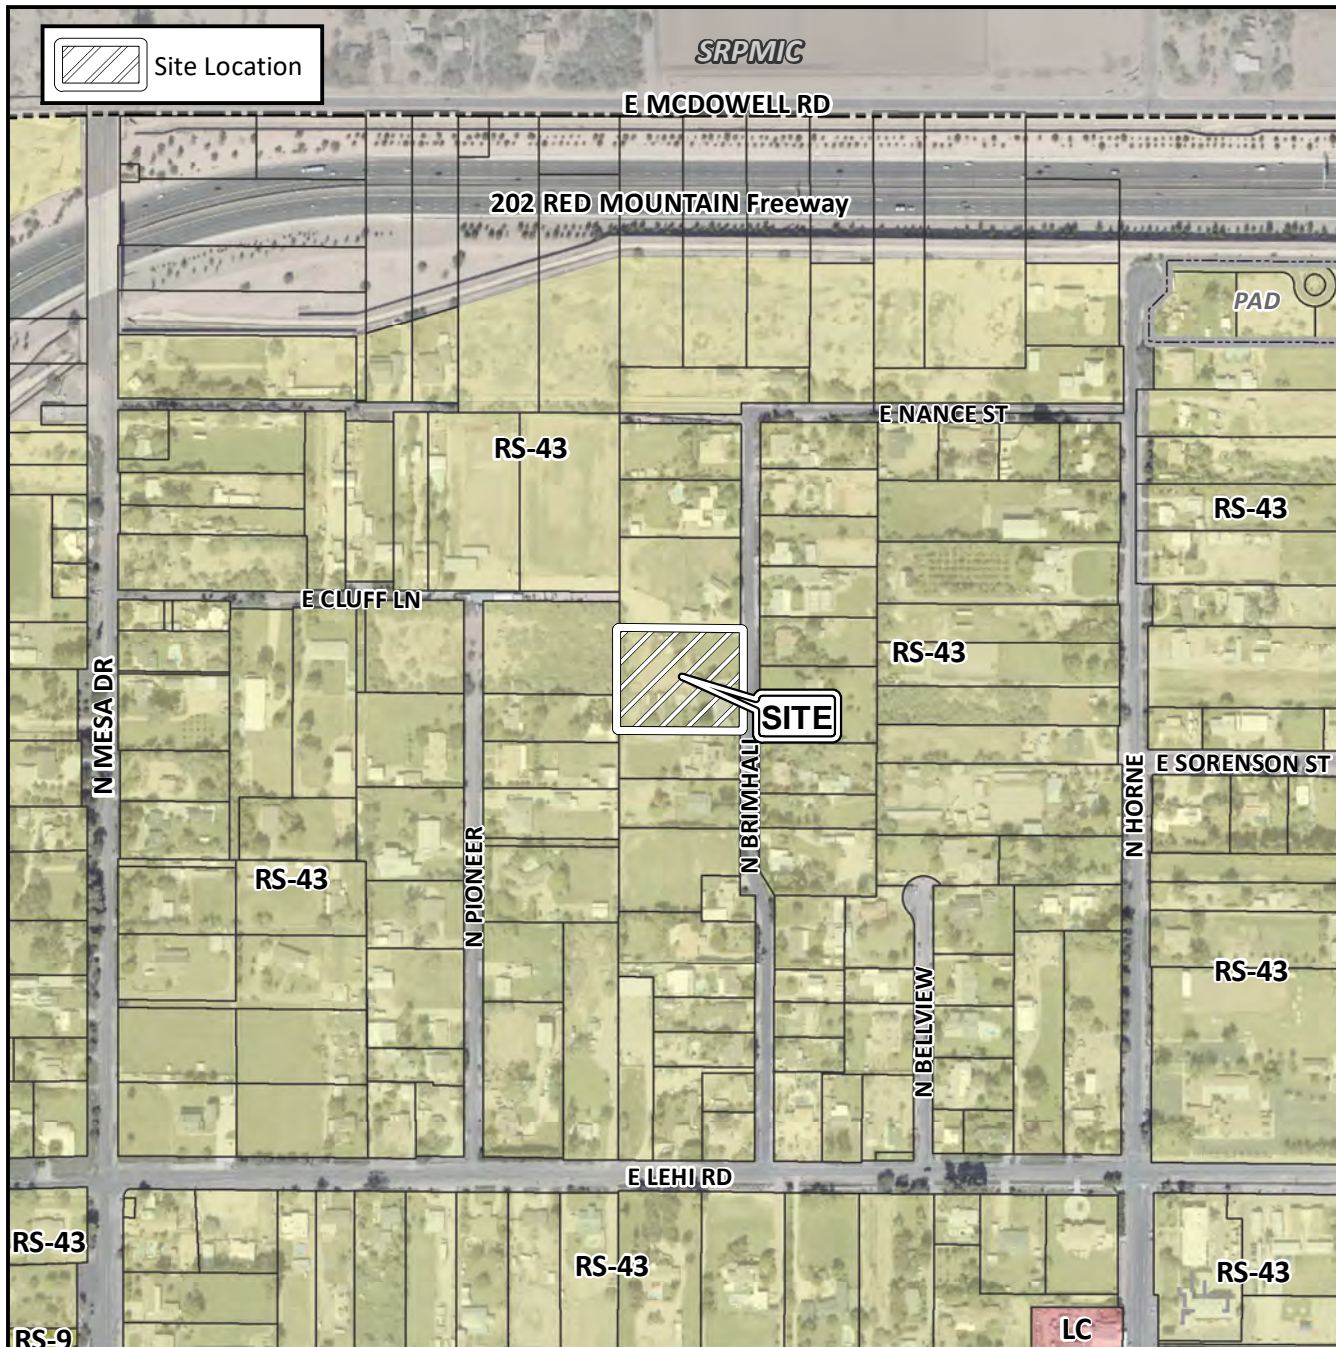 SRPMIC
Site Location
E MCDOWELL RD
202 RED MOUNTAIN Freeway
PAD
E NANCE ST
RS-43
RS-43
E CLUFF LN
RS-43
N MESA DR
SITE
N BRIMHALL
N HORNE
E SORENSON ST
N PIONEER
RS-43
RS-43
N BELLVIEW
E LEHI RD
RS-43
RS-43
RS-43
LC
RS-9